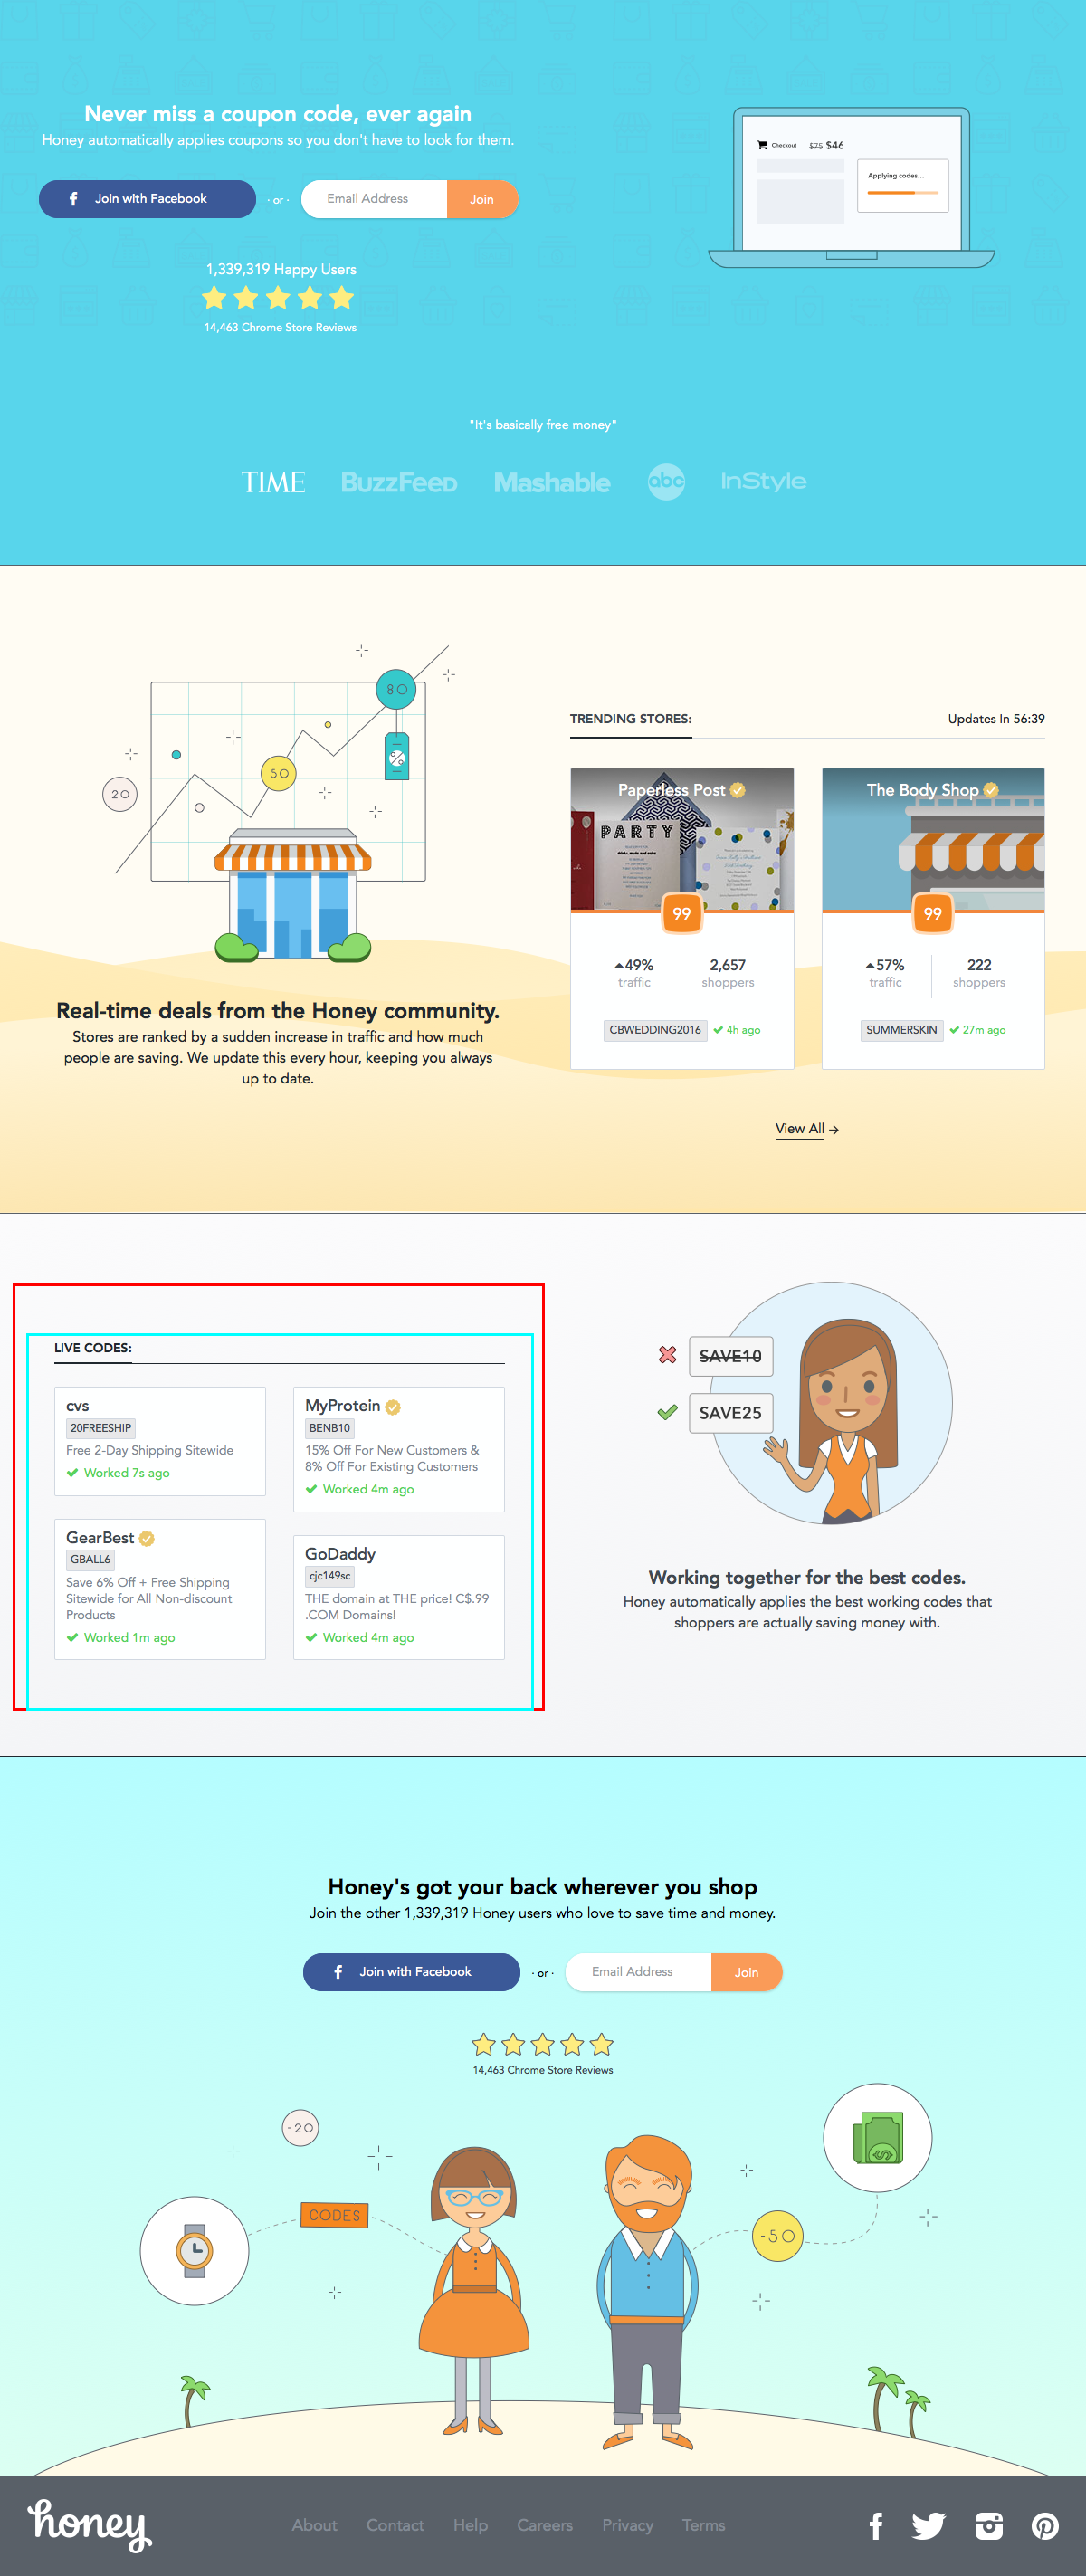 Never miss a coupon code, ever again
Honey automatically applies coupons so you don't have to look for them.
Join with Facebook
· or ·
Email Address
Join
1,339,319 Happy Users
14,463 Chrome Store Reviews
Checkout $75 $46
Applying codes...
"It's basically free money"
TIME BuzzFeed Mashable abc InStyle
80
50
20
%
Real-time deals from the Honey community.
Stores are ranked by a sudden increase in traffic and how much
people are saving. We update this every hour, keeping you always
up to date.
TRENDING STORES:
Updates In 56:39
Paperless Post
PARTY
99
49% 2,657
traffic shoppers
CBWEDDING2016 4h ago
The Body Shop
99
57% 222
traffic shoppers
SUMMERSKIN 27m ago
View All →
LIVE CODES:
cvs
20FREESHIP
Free 2-Day Shipping Sitewide
Worked 7s ago
MyProtein
BENB10
15% Off For New Customers &
8% Off For Existing Customers
Worked 4m ago
GearBest
GBALL6
Save 6% Off + Free Shipping
Sitewide for All Non-discount
Products
Worked 1m ago
GoDaddy
cjc149sc
THE domain at THE price! C$.99
.COM Domains!
Worked 4m ago
SAVE10
SAVE25
Working together for the best codes.
Honey automatically applies the best working codes that
shoppers are actually saving money with.
Honey's got your back wherever you shop
Join the other 1,339,319 Honey users who love to save time and money.
Join with Facebook
· or ·
Email Address
Join
14,463 Chrome Store Reviews
-20
CODES
-50
$
honey
About Contact Help Careers Privacy Terms